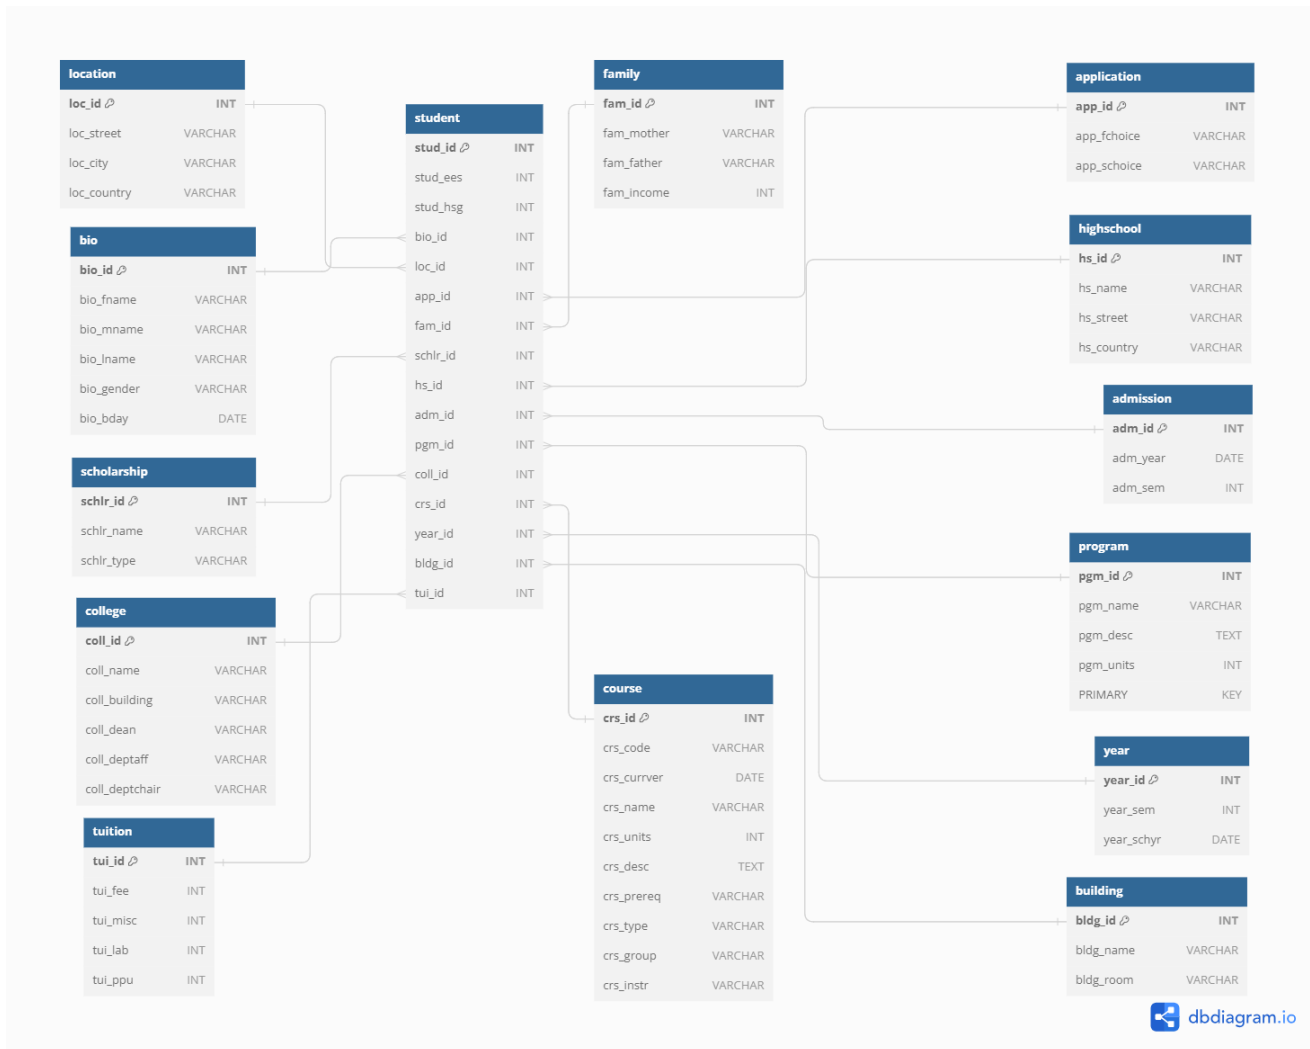 location
loc_id INT
loc_street VARCHAR
loc_city VARCHAR
loc_country VARCHAR
bio
bio_id INT
bio_fname VARCHAR
bio_mname VARCHAR
bio_lname VARCHAR
bio_gender VARCHAR
bio_bday DATE
scholarship
schlr_id INT
schlr_name VARCHAR
schlr_type VARCHAR
college
coll_id INT
coll_name VARCHAR
coll_building VARCHAR
coll_dean VARCHAR
coll_deptaff VARCHAR
coll_deptchair VARCHAR
tuition
tui_id INT
tui_fee INT
tui_misc INT
tui_lab INT
tui_ppu INT
student
stud_id INT
stud_ees INT
stud_hsg INT
bio_id INT
loc_id INT
app_id INT
fam_id INT
schlr_id INT
hs_id INT
adm_id INT
pgm_id INT
coll_id INT
crs_id INT
year_id INT
bldg_id INT
tui_id INT
family
fam_id INT
fam_mother VARCHAR
fam_father VARCHAR
fam_income INT
course
crs_id INT
crs_code VARCHAR
crs_currver DATE
crs_name VARCHAR
crs_units INT
crs_desc TEXT
crs_prereq VARCHAR
crs_type VARCHAR
crs_group VARCHAR
crs_instr VARCHAR
application
app_id INT
app_fchoice VARCHAR
app_schoice VARCHAR
highschool
hs_id INT
hs_name VARCHAR
hs_street VARCHAR
hs_country VARCHAR
admission
adm_id INT
adm_year DATE
adm_sem INT
program
pgm_id INT
pgm_name VARCHAR
pgm_desc TEXT
pgm_units INT
PRIMARY KEY
year
year_id INT
year_sem INT
year_schyr DATE
building
bldg_id INT
bldg_name VARCHAR
bldg_room VARCHAR
dbdiagram.io